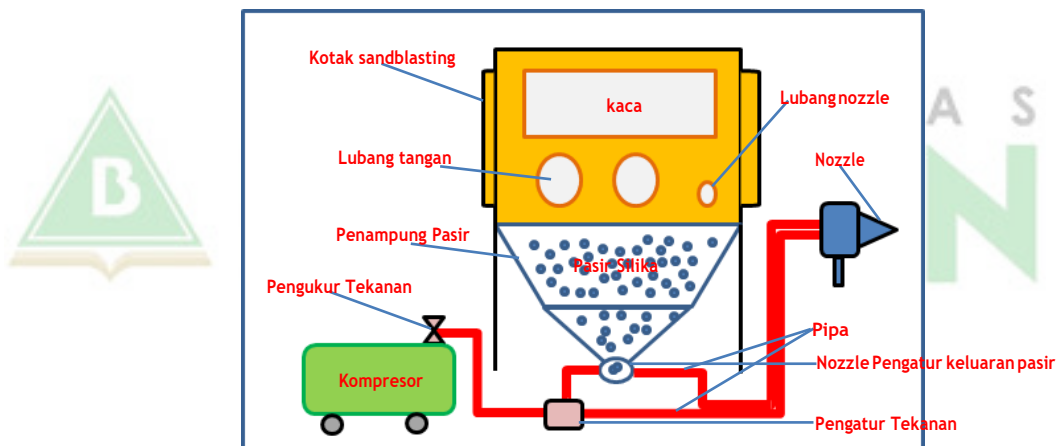 Kotak sandblasting
kaca
Lubang nozzle
A S
Lubang tangan
Nozzle
B
N
Penampung Pasir
Pasir Silika
Pengukur Tekanan
Pipa
Nozzle Pengatur keluaran pasir
Kompresor
Pengatur Tekanan